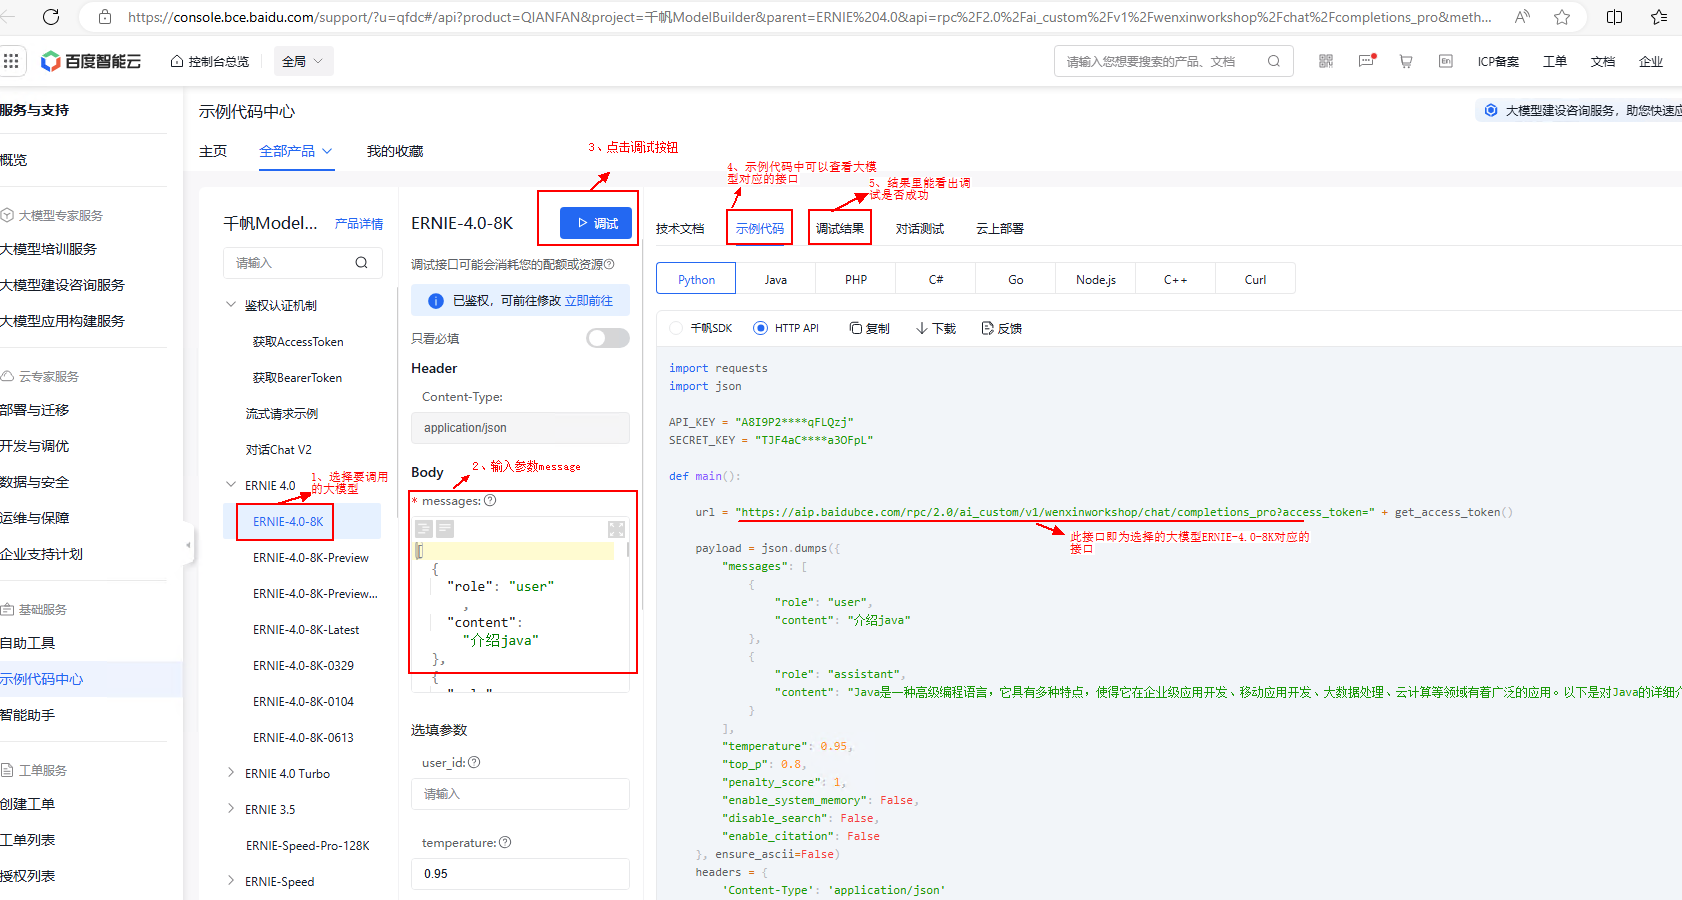 https://console.bce.baidu.com/support/?u=qfdc#/api?product=QIANFAN&project=千帆ModelBuilder&parent=ERNIE%204.0&api=rpc%2F2.0%2Fai_custom%2Fv1%2Fwenxinworkshop%2Fchat%2Fcompletions_pro&meth...
百度智能云
控制台总览
全局
请输入您想要搜索的产品、文档
ICP备案
工单
文档
企业
服务与支持
概览
大模型专家服务
大模型培训服务
大模型建设咨询服务
大模型应用构建服务
云专家服务
部署与迁移
开发与调优
数据与安全
运维与保障
企业支持计划
基础服务
自助工具
示例代码中心
智能助手
工单服务
创建工单
工单列表
授权列表
示例代码中心
大模型建设咨询服务，助您快速应
主页
全部产品
我的收藏
千帆Model...
产品详情
请输入
鉴权认证机制
获取AccessToken
获取BearerToken
流式请求示例
对话Chat V2
ERNIE 4.0
1、选择要调用
的大模型
ERNIE-4.0-8K
ERNIE-4.0-8K-Preview
ERNIE-4.0-8K-Preview...
ERNIE-4.0-8K-Latest
ERNIE-4.0-8K-0329
ERNIE-4.0-8K-0104
ERNIE-4.0-8K-0613
ERNIE 4.0 Turbo
ERNIE 3.5
ERNIE-Speed-Pro-128K
ERNIE-Speed
3、点击调试按钮
ERNIE-4.0-8K
调试
调试接口可能会消耗您的配额或资源
已鉴权，可前往修改 立即前往
只看必填
Header
Content-Type:
application/json
Body
2、输入参数message
* messages:
[
{
"role": "user"
,
"content":
"介绍java"
},
{
选填参数
user_id:
请输入
temperature:
0.95
4、示例代码中可以查看大模
型对应的接口
5、结果里能看出调
试是否成功
技术文档
示例代码
调试结果
对话测试
云上部署
Python
Java
PHP
C#
Go
Node.js
C++
Curl
千帆SDK
HTTP API
复制
下载
反馈
import requests
import json
API_KEY = "A8I9P2****qFLQzj"
SECRET_KEY = "TJF4aC****a3OFpL"
def main():
url = "https://aip.baidubce.com/rpc/2.0/ai_custom/v1/wenxinworkshop/chat/completions_pro?access_token=" + get_access_token()
此接口即为选择的大模型ERNIE-4.0-8K对应的
接口
payload = json.dumps({
"messages": [
{
"role": "user",
"content": "介绍java"
},
{
"role": "assistant",
"content": "Java是一种高级编程语言，它具有多种特点，使得它在企业级应用开发、移动应用开发、大数据处理、云计算等领域有着广泛的应用。以下是对Java的详细介
}
],
"temperature": 0.95,
"top_p": 0.8,
"penalty_score": 1,
"enable_system_memory": False,
"disable_search": False,
"enable_citation": False
}, ensure_ascii=False)
headers = {
'Content-Type': 'application/json'